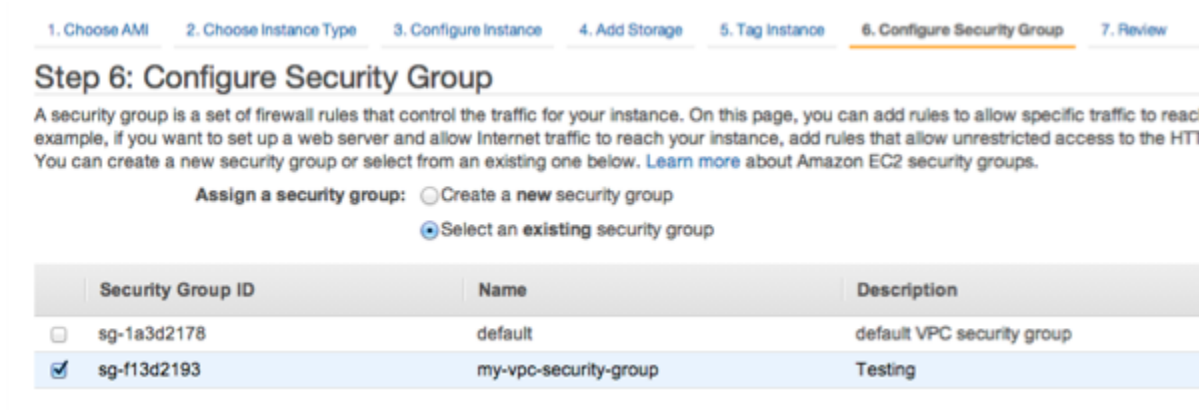 1. Choose AMI 2. Choose Instance Type 3. Configure Instance 4. Add Storage 5. Tag Instance 6. Configure Security Group 7. Review
Step 6: Configure Security Group
A security group is a set of firewall rules that control the traffic for your instance. On this page, you can add rules to allow specific traffic to
example, if you want to set up a web server and allow Internet traffic to reach your instance, add rules that allow unrestricted access to the
You can create a new security group or select from an existing one below. Learn more about Amazon EC2 security groups.
Assign a security group: Create a new security group
Select an existing security group
Security Group ID Name Description
sg-1a3d2178 default default VPC security group
sg-f13d2193 my-vpc-security-group Testing